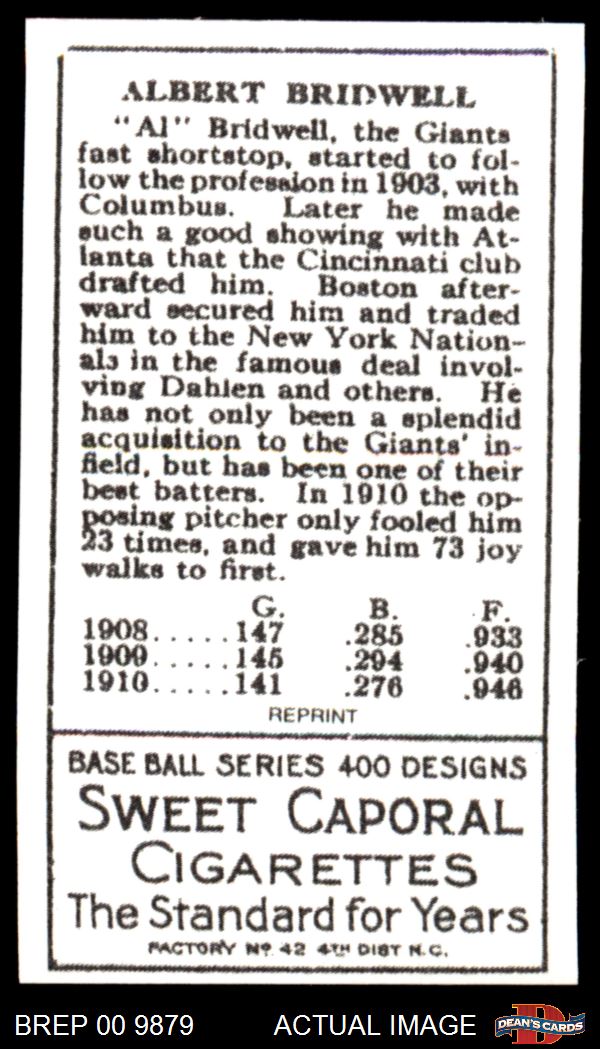 ALBERT BRIDWELL
"Al" Bridwell, the Giants
fast shortstop, started to fol-
low the profession in 1903, with
Columbus. Later he made
such a good showing with At-
lanta that the Cincinnati club
drafted him. Boston after-
ward secured him and traded
him to the New York Nation-
als in the famous deal invol-
ving Dahlen and others. He
has not only been a splendid
acquisition to the Giants' in-
field, but has been one of their
best batters. In 1910 the op-
posing pitcher only fooled him
23 times, and gave him 73 joy
walks to first.
G. B. F.
1908.....147 .285 .933
1909.....145 .294 .940
1910.....141 .276 .946
REPRINT
BASE BALL SERIES 400 DESIGNS
SWEET CAPORAL
CIGARETTES
The Standard for Years
FACTORY No. 42 4TH DIST N.C.
BREP 00 9879 ACTUAL IMAGE
DEAN'S CARDS